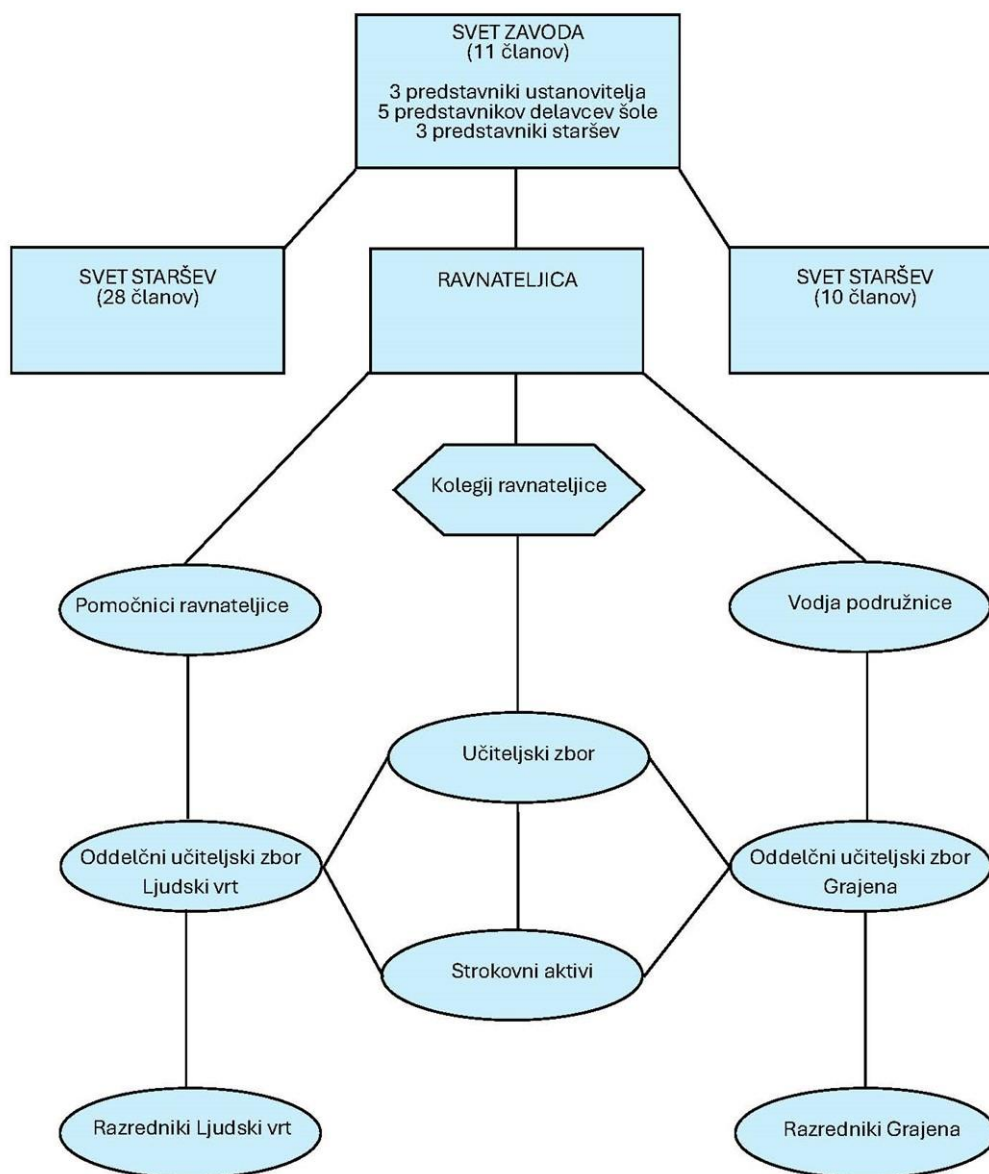 SVET ZAVODA
(11 članov)
3 predstavniki ustanovitelja
5 predstavnikov delavcev šole
3 predstavniki staršev
SVET STARŠEV
(28 članov)
RAVNATELJICA
SVET STARŠEV
(10 članov)
Kolegij ravnateljice
Pomočnici ravnateljice
Vodja podružnice
Učiteljski zbor
Oddelčni učiteljski zbor
Ljudski vrt
Oddelčni učiteljski zbor
Grajena
Strokovni aktivi
Razredniki Ljudski vrt
Razredniki Grajena